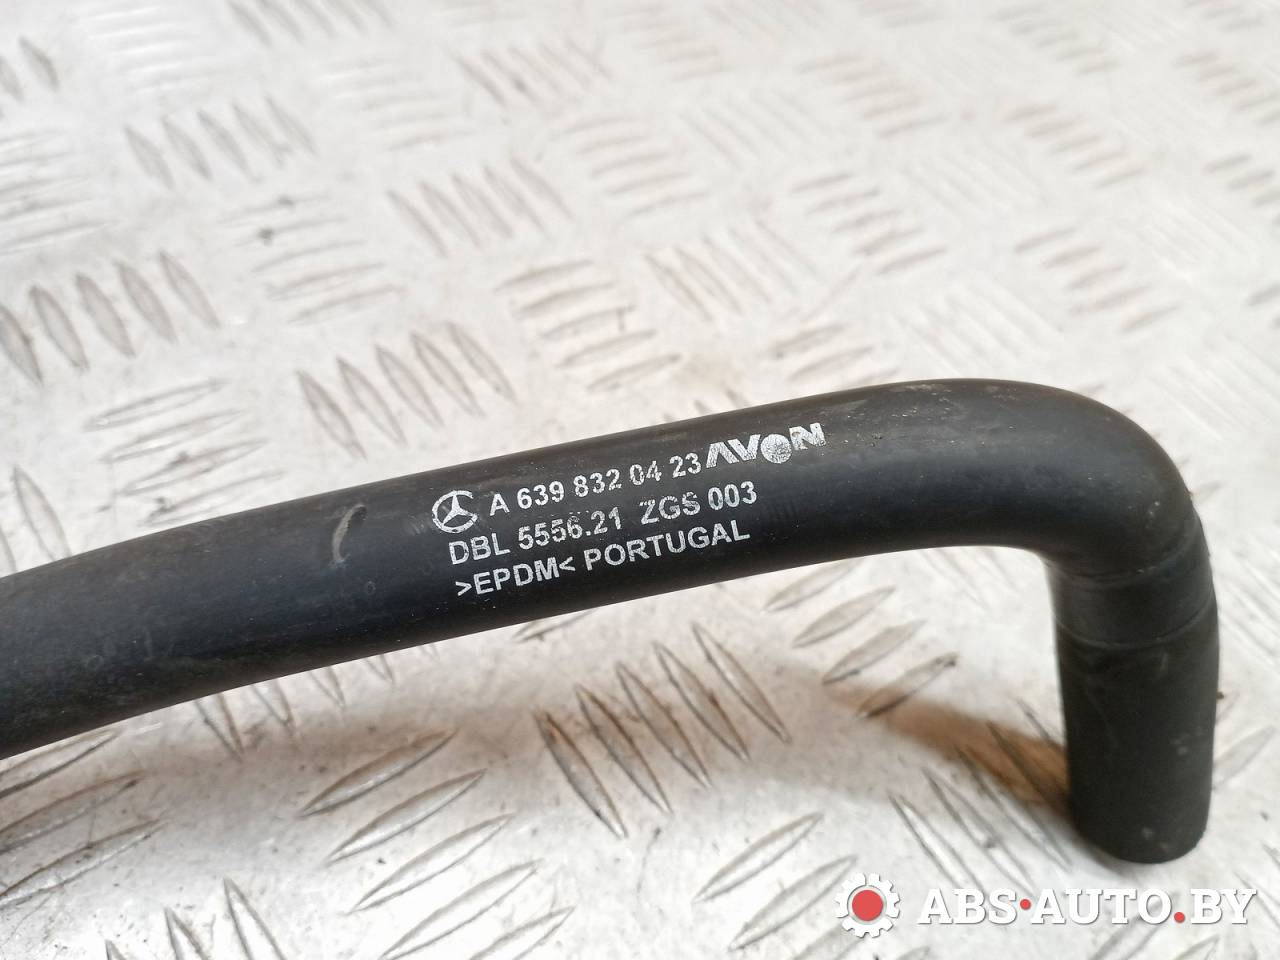 A 639 832 04 23 AVON
DBL 5556.21 ZGS 003
>EPDM< PORTUGAL
ABS·AUTO.BY